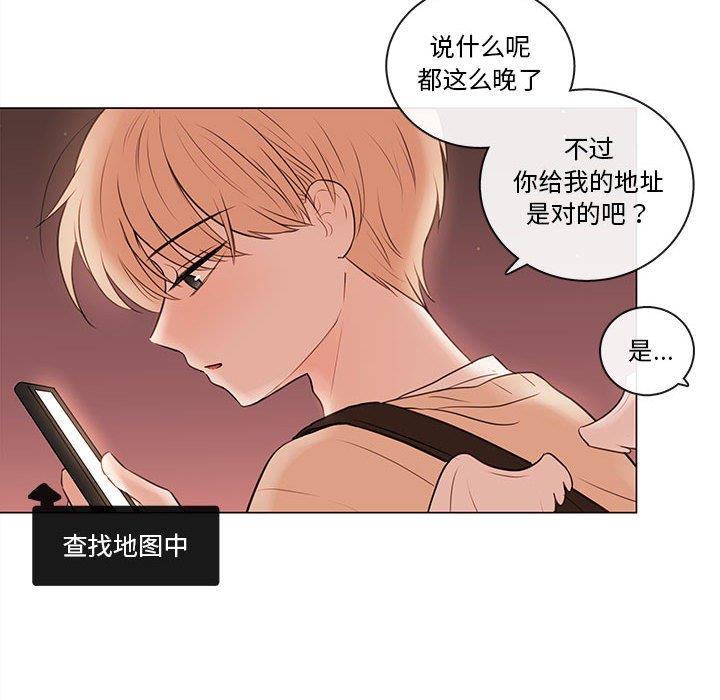 说什么呢
都这么晚了
不过
你给我的地址
是对的吧？
是...
查找地图中